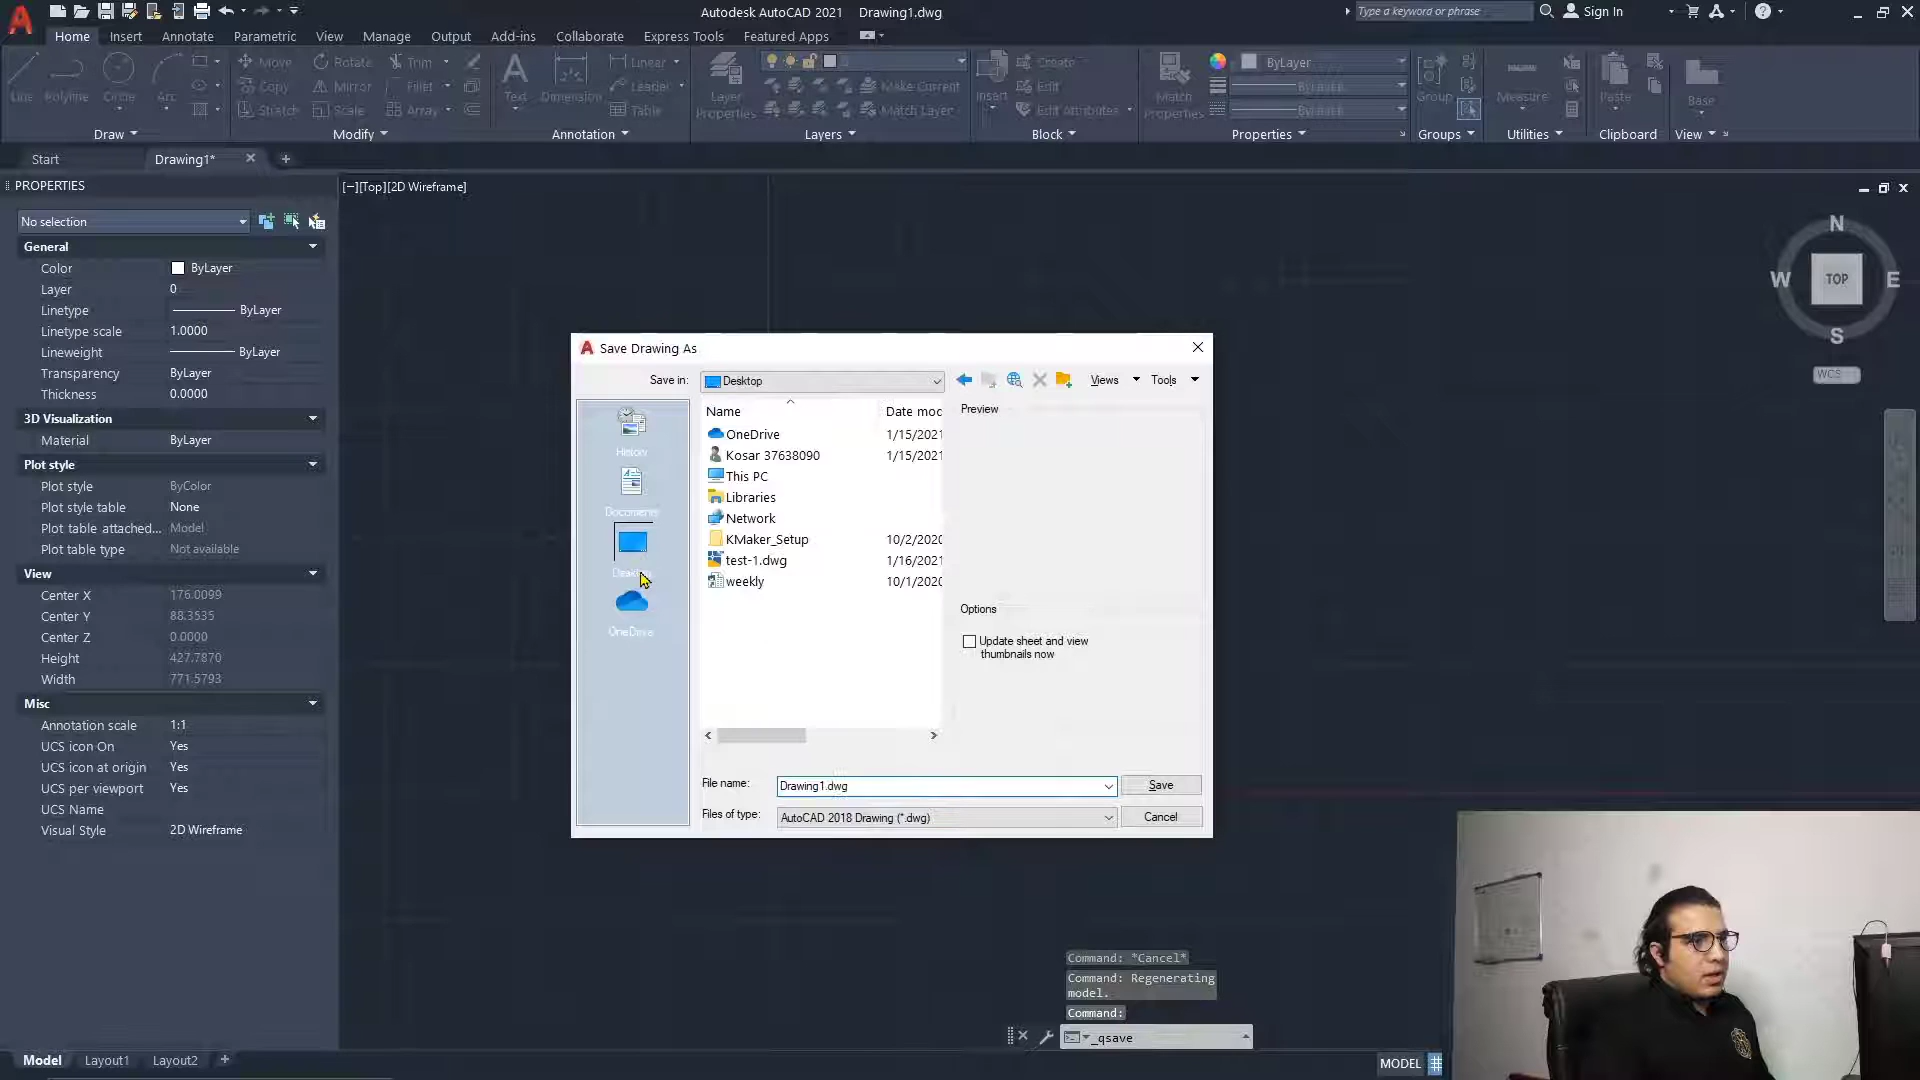 Autodesk AutoCAD 2021 Drawing1.dwg
Type a keyword or phrase
Sign In
Home Insert Annotate Parametric View Manage Output Add-ins Collaborate Express Tools Featured Apps
Line Polyline Circle Arc
Move Rotate Trim
Copy Mirror Fillet
Stretch Scale Array
Text Dimension
Linear
Leader
Table
Layer Properties
Make Current
Match Layer
Insert
Create
Edit
Edit Attributes
Match Properties
ByLayer
ByLayer
ByLayer
Group
Measure
Paste
Base
Draw Modify Annotation Layers Block Properties Groups Utilities Clipboard View
Start Drawing1*
PROPERTIES
[−][Top][2D Wireframe]
No selection
General
Color ByLayer
Layer 0
Linetype ByLayer
Linetype scale 1.0000
Lineweight ByLayer
Transparency ByLayer
Thickness 0.0000
3D Visualization
Material ByLayer
Plot style
Plot style ByColor
Plot style table None
Plot table attached... Model
Plot table type Not available
View
Center X 176.0099
Center Y 88.3535
Center Z 0.0000
Height 427.7870
Width 771.5793
Misc
Annotation scale 1:1
UCS icon On Yes
UCS icon at origin Yes
UCS per viewport Yes
UCS Name
Visual Style 2D Wireframe
N
W TOP E
S
WCS
Save Drawing As
Save in: Desktop
Views Tools
History
Documents
Desktop
OneDrive
Name Date mod
OneDrive 1/15/2021
Kosar 37638090 1/15/2021
This PC
Libraries
Network
KMaker_Setup 10/2/2020
test-1.dwg 1/16/2021
weekly 10/1/2020
Preview
Options
Update sheet and view
thumbnails now
File name: Drawing1.dwg Save
Files of type: AutoCAD 2018 Drawing (*.dwg) Cancel
Command: *Cancel*
Command: Regenerating
model.
Command:
_qsave
Model Layout1 Layout2
MODEL